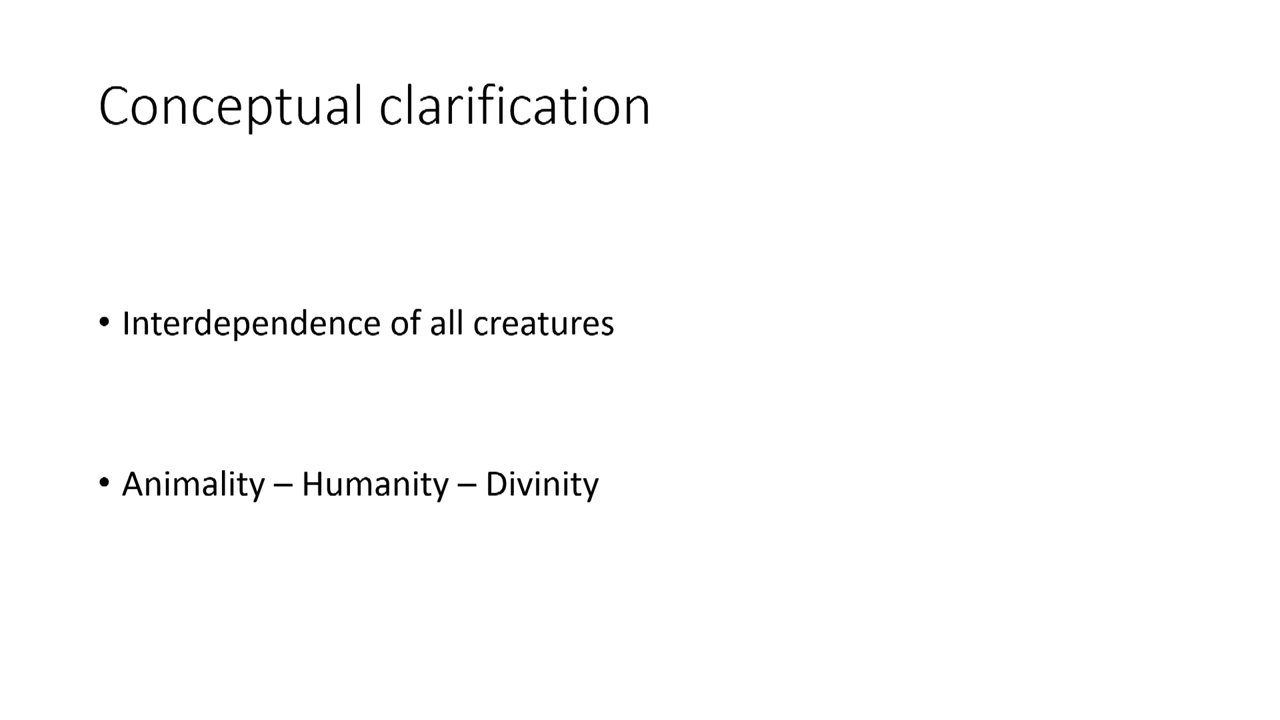 Conceptual clarification
• Interdependence of all creatures
• Animality – Humanity – Divinity